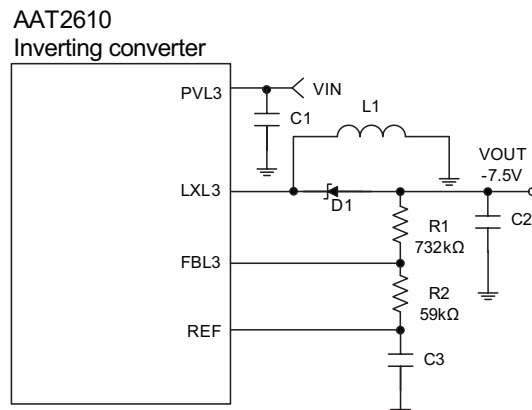 AAT2610
Inverting converter
PVL3
VIN
C1
L1
VOUT
-7.5V
LXL3
D1
C2
R1
732kΩ
FBL3
R2
59kΩ
REF
C3